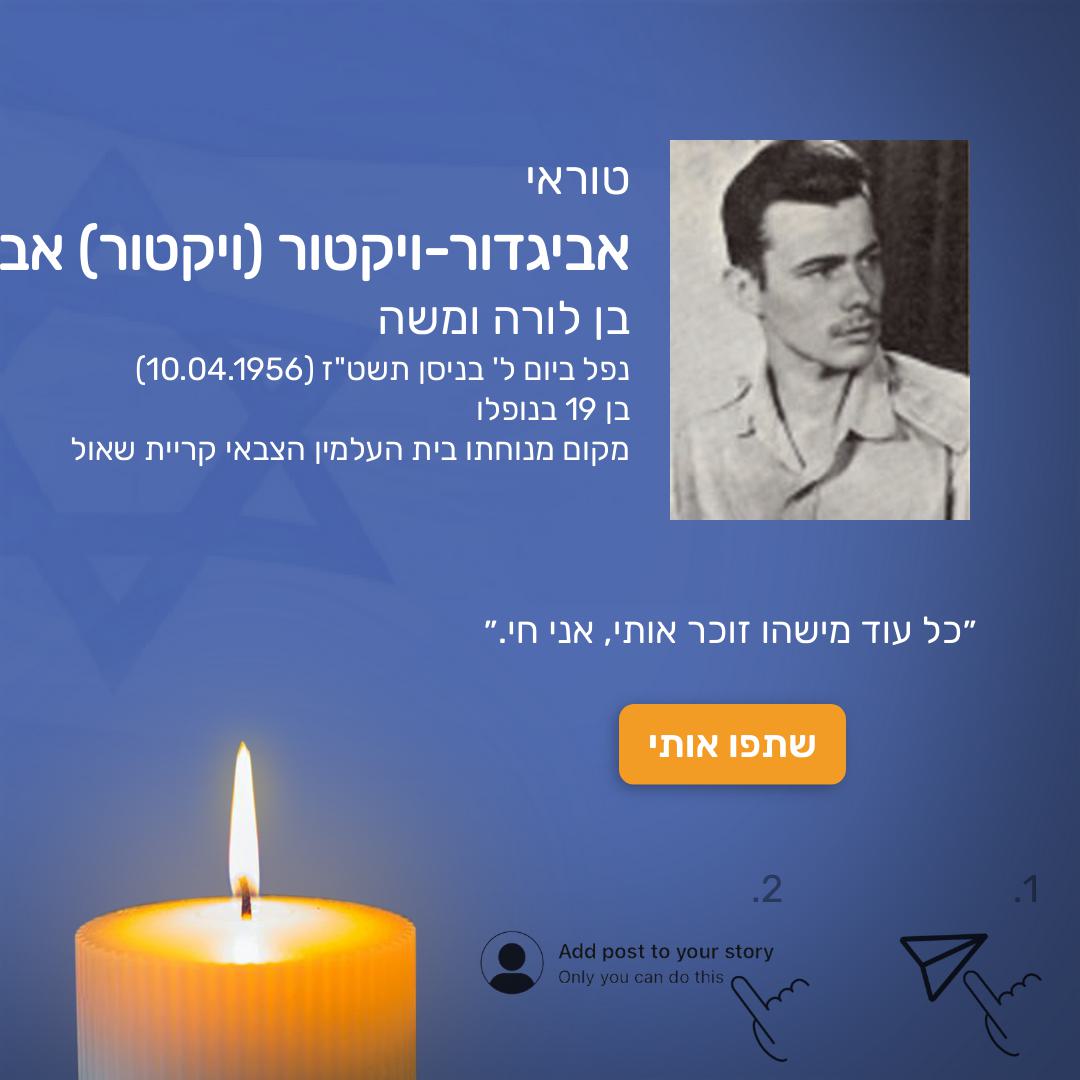 טוראי
אביגדור-ויקטור (ויקטור) אב
בן לורה ומשה
נפל ביום ל' בניסן תשט"ז (10.04.1956)
בן 19 בנופלו
מקום מנוחתו בית העלמין הצבאי קריית שאול
״כל עוד מישהו זוכר אותי, אני חי.״
שתפו אותי
1.
2.
Add post to your story
Only you can do this